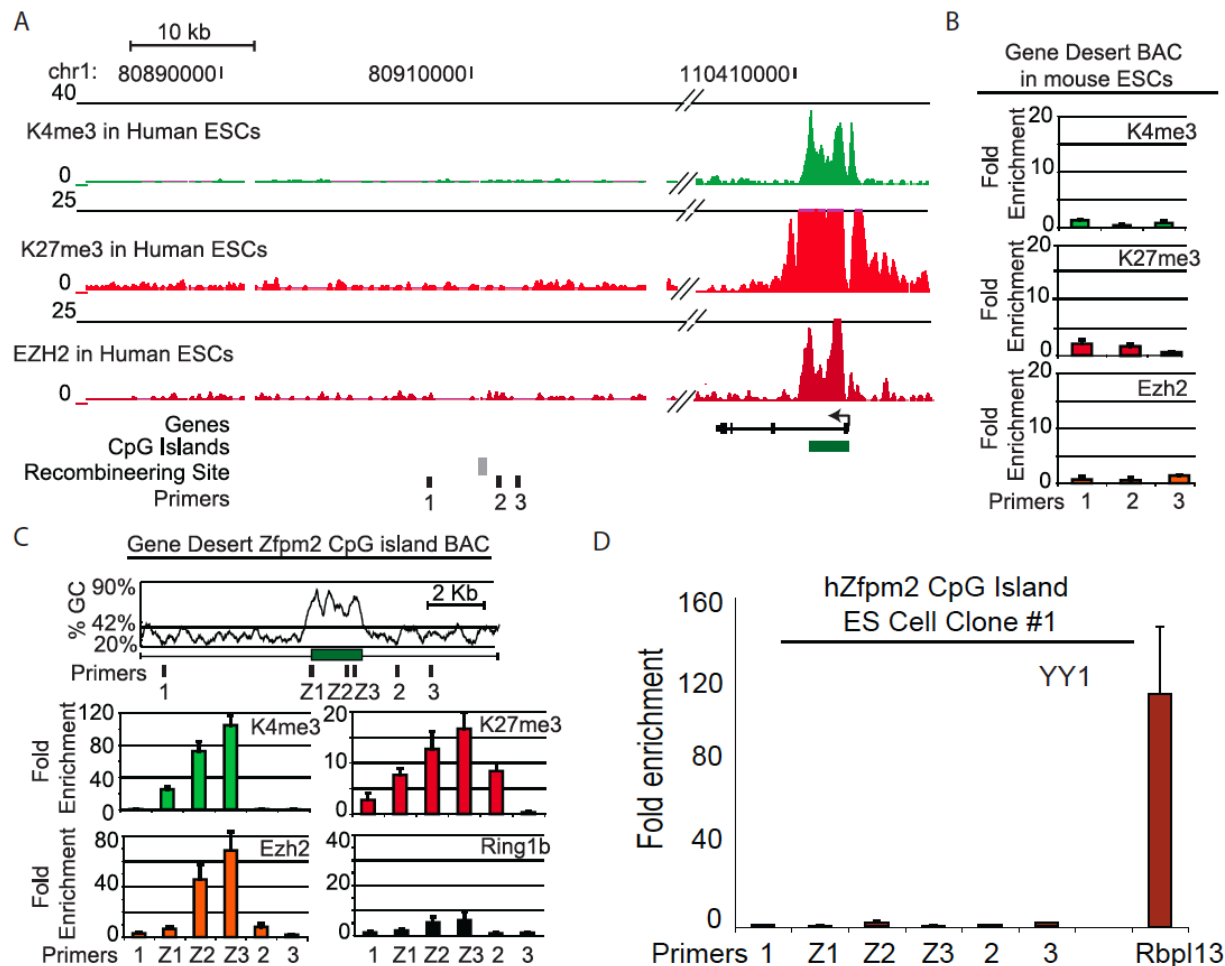 A
10 kb
chr1: 80890000 80910000 110410000
40
K4me3 in Human ESCs
0
25
K27me3 in Human ESCs
0
25
EZH2 in Human ESCs
0
Genes
CpG Islands
Recombineering Site
Primers
1 2 3
B
Gene Desert BAC
in mouse ESCs
Fold
Enrichment
20
10
0
K4me3
Fold
Enrichment
20
10
0
K27me3
Fold
Enrichment
20
10
0
Ezh2
Primers 1 2 3
C
Gene Desert Zfpm2 CpG island BAC
% GC
90%
42%
20%
2 Kb
Primers
1 Z1 Z2 Z3 2 3
Fold
Enrichment
120
80
40
0
K4me3
20
10
0
K27me3
Fold
Enrichment
80
40
0
Ezh2
40
20
0
Ring1b
Primers 1 Z1 Z2 Z3 2 3 1 Z1 Z2 Z3 2 3
D
hZfpm2 CpG Island
ES Cell Clone #1
YY1
Fold enrichment
160
120
80
40
0
Primers 1 Z1 Z2 Z3 2 3 Rbpl13